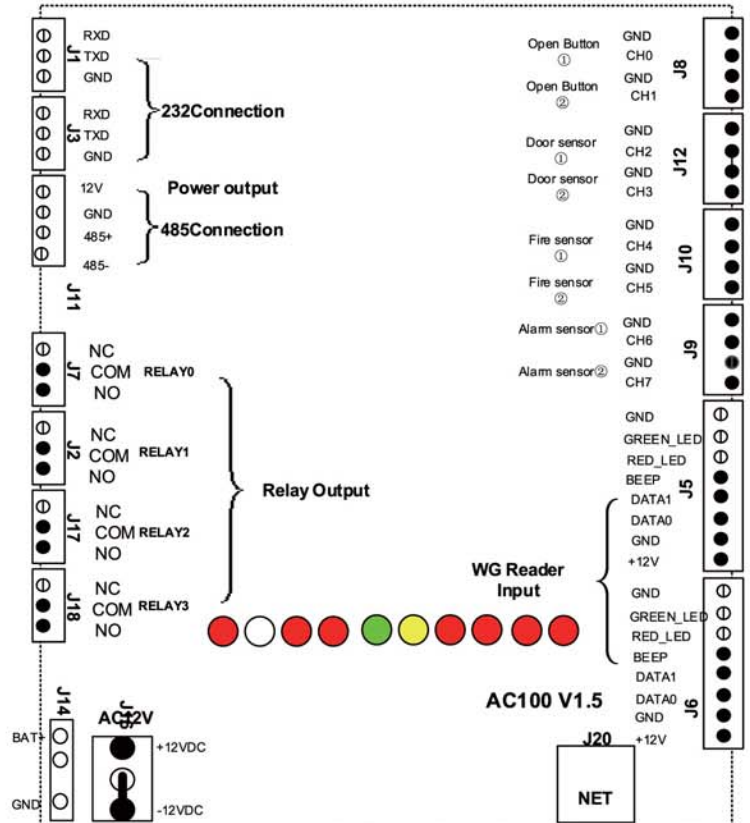 J1
RXD
TXD
GND
J3
RXD
TXD
GND
232Connection
12V
GND
485+
485-
Power output
485Connection
J11
J7
NC
COM
NO
RELAY0
J2
NC
COM
NO
RELAY1
J17
NC
COM
NO
RELAY2
J18
NC
COM
NO
RELAY3
Relay Output
J14
BAT+
GND
AC12V
+12VDC
-12VDC
Open Button
①
Open Button
②
GND
CH0
GND
CH1
J8
Door sensor
①
Door sensor
②
GND
CH2
GND
CH3
J12
Fire sensor
①
Fire sensor
②
GND
CH4
GND
CH5
J10
Alarm sensor①
Alarm sensor②
GND
CH6
GND
CH7
J9
GND
GREEN_LED
RED_LED
BEEP
DATA1
DATA0
GND
+12V
J5
WG Reader
Input
GND
GREEN_LED
RED_LED
BEEP
DATA1
DATA0
GND
+12V
J6
AC100 V1.5
J20
NET